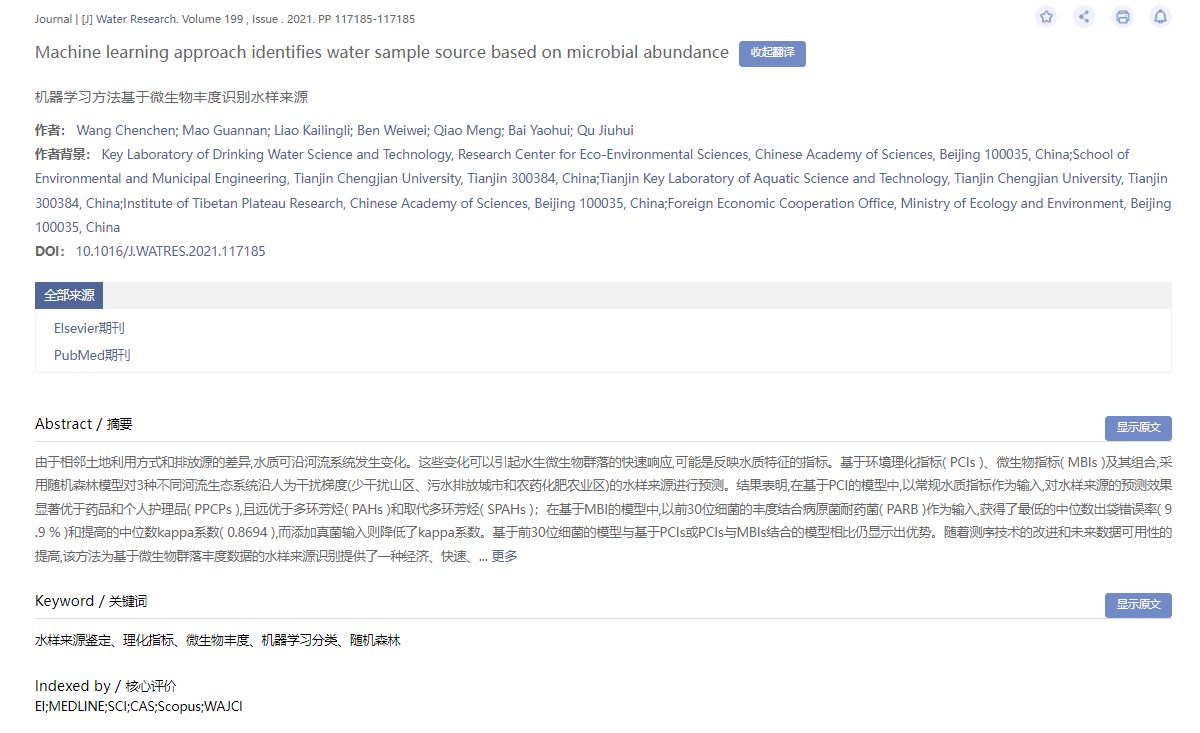 Journal | [J] Water Research. Volume 199 , Issue . 2021. PP 117185-117185
Machine learning approach identifies water sample source based on microbial abundance 收起翻译
机器学习方法基于微生物丰度识别水样来源
作者： Wang Chenchen; Mao Guannan; Liao Kailingli; Ben Weiwei; Qiao Meng; Bai Yaohui; Qu Jiuhui
作者背景： Key Laboratory of Drinking Water Science and Technology, Research Center for Eco-Environmental Sciences, Chinese Academy of Sciences, Beijing 100035, China;School of
Environmental and Municipal Engineering, Tianjin Chengjian University, Tianjin 300384, China;Tianjin Key Laboratory of Aquatic Science and Technology, Tianjin Chengjian University, Tianjin
300384, China;Institute of Tibetan Plateau Research, Chinese Academy of Sciences, Beijing 100035, China;Foreign Economic Cooperation Office, Ministry of Ecology and Environment, Beijing
100035, China
DOI： 10.1016/J.WATRES.2021.117185
全部来源
Elsevier期刊
PubMed期刊
Abstract / 摘要
显示原文
由于相邻土地利用方式和排放源的差异,水质可沿河流系统发生变化。这些变化可以引起水生微生物群落的快速响应,可能是反映水质特征的指标。基于环境理化指标( PCIs )、微生物指标( MBIs )及其组合,采
用随机森林模型对3种不同河流生态系统沿人为干扰梯度(少干扰山区、污水排放城市和农药化肥农业区)的水样来源进行预测。结果表明,在基于PCI的模型中,以常规水质指标作为输入,对水样来源的预测效果
显著优于药品和个人护理品( PPCPs ),且远优于多环芳烃( PAHs )和取代多环芳烃( SPAHs )；在基于MBI的模型中,以前30位细菌的丰度结合病原菌耐药菌( PARB )作为输入,获得了最低的中位数出袋错误率( 9
.9 % )和提高的中位数kappa系数( 0.8694 ),而添加真菌输入则降低了kappa系数。基于前30位细菌的模型与基于PCIs或PCIs与MBIs结合的模型相比仍显示出优势。随着测序技术的改进和未来数据可用性的
提高,该方法为基于微生物群落丰度数据的水样来源识别提供了一种经济、快速、... 更多
Keyword / 关键词
显示原文
水样来源鉴定、理化指标、微生物丰度、机器学习分类、随机森林
Indexed by / 核心评价
EI;MEDLINE;SCI;CAS;Scopus;WAJCI